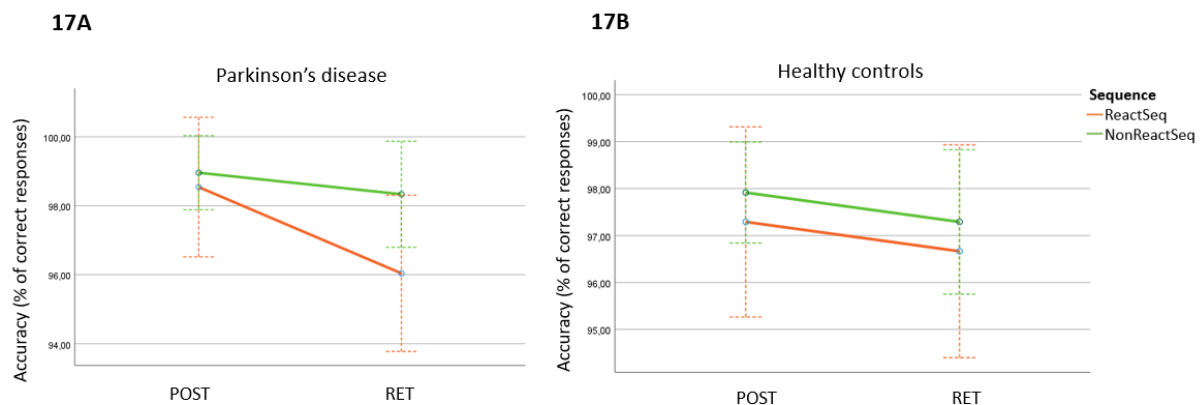 17A
Parkinson's disease
Accuracy (% of correct responses)
100,00
98,00
96,00
94,00
POST RET
17B
Healthy controls
Accuracy (% of correct responses)
100,00
99,00
98,00
97,00
96,00
95,00
POST RET
Sequence
ReactSeq
NonReactSeq